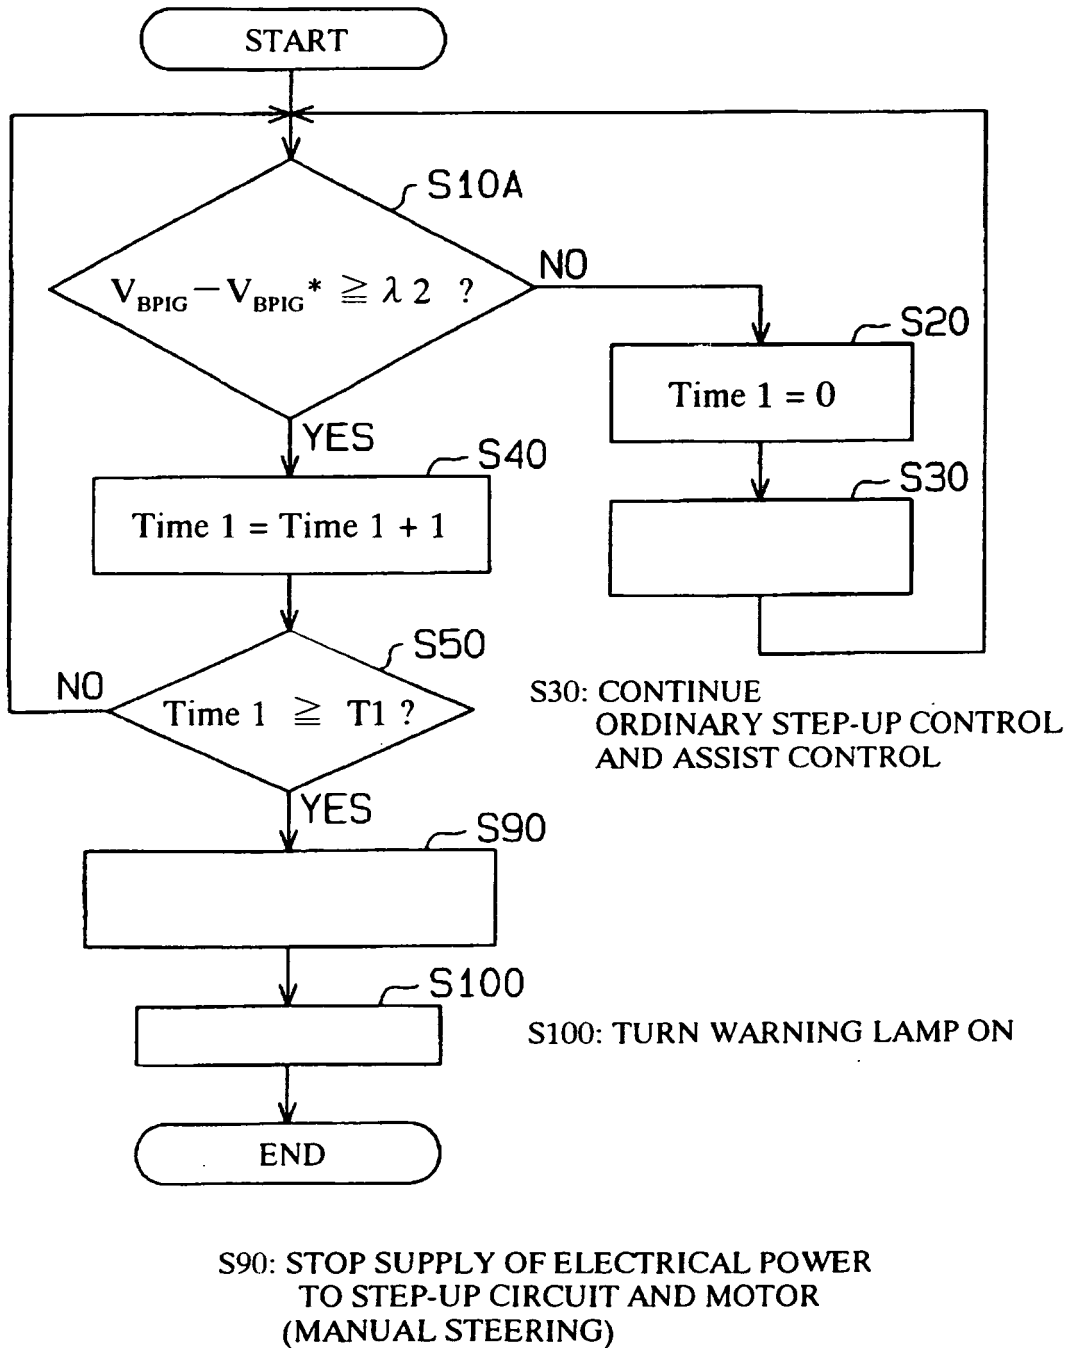 START
S10A
V_BPIG − V_BPIG* ≧ λ2 ?
NO
S20
Time 1 = 0
YES
S40
S30
Time 1 = Time 1 + 1
S50
NO
Time 1 ≧ T1 ?
S30: CONTINUE
ORDINARY STEP-UP CONTROL
AND ASSIST CONTROL
YES
S90
S100
S100: TURN WARNING LAMP ON
END
S90: STOP SUPPLY OF ELECTRICAL POWER
TO STEP-UP CIRCUIT AND MOTOR
(MANUAL STEERING)